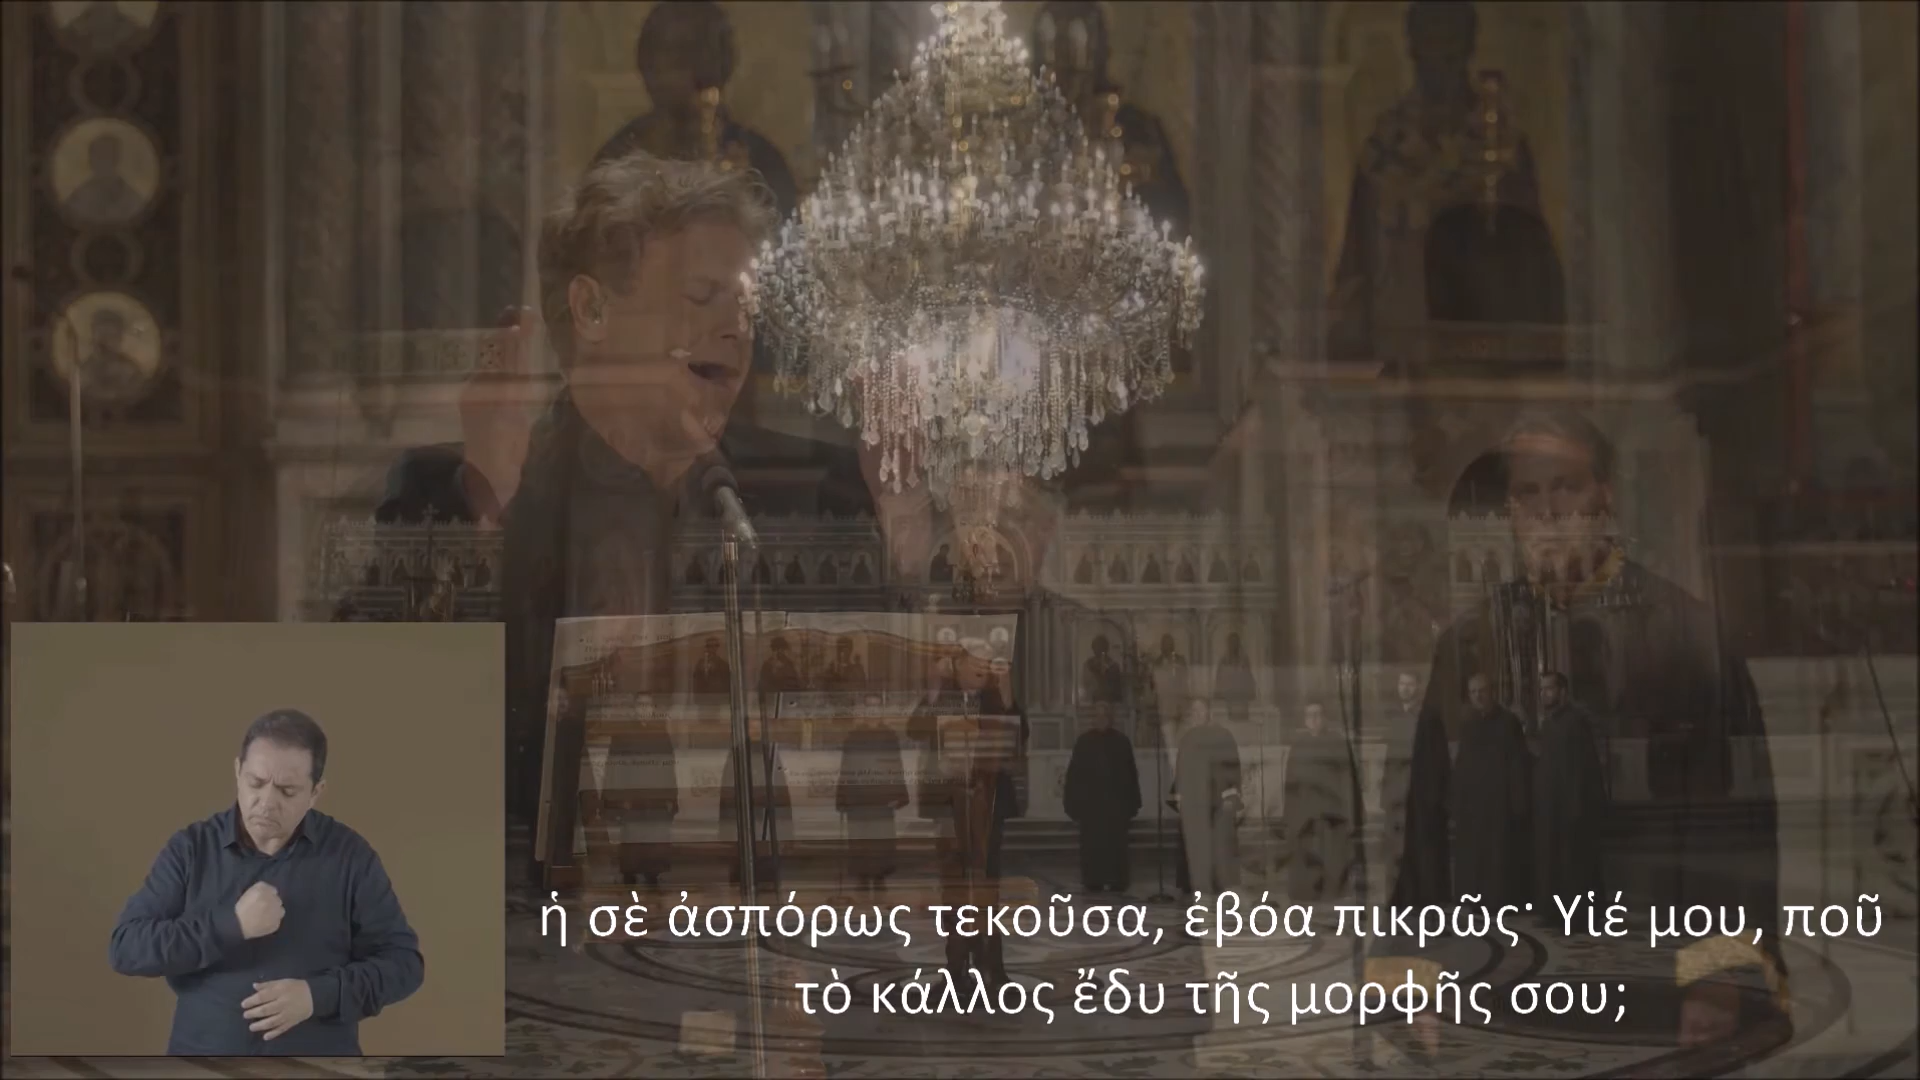 ἡ σὲ ἀσπόρως τεκοῦσα, ἐβόα πικρῶς· Υἱέ μου, ποῦ
τὸ κάλλος ἔδυ τῆς μορφῆς σου;